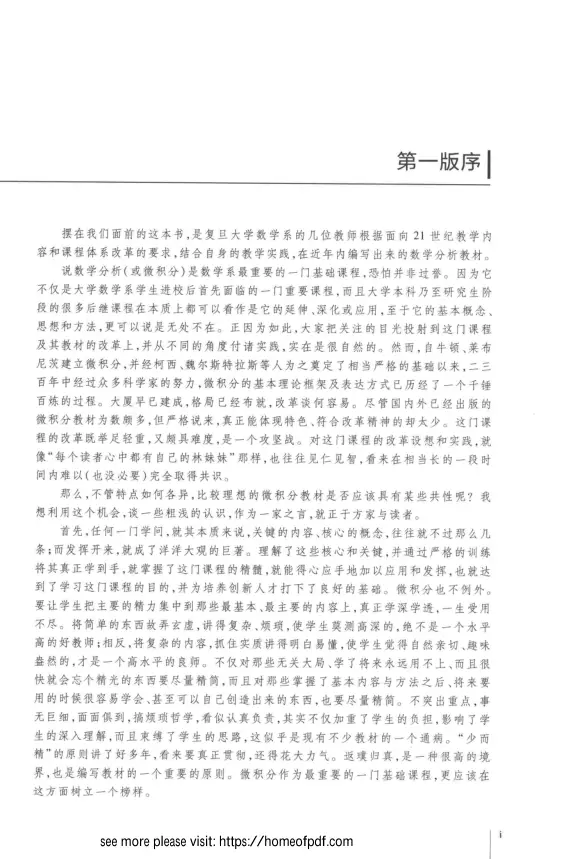 第一版序
摆在我们面前的这本书,是复旦大学数学系的几位教师根据面向 21 世纪教学内
容和课程体系改革的要求,结合自身的教学实践,在近年内编写出来的数学分析教材。
说数学分析(或微积分)是数学系最重要的一门基础课程,恐怕并非过誉。因为它
不仅是大学数学系学生进校后首先面临的一门重要课程,而且大学本科乃至研究生阶
段的很多后继课程在本质上都可以看作是它的延伸、深化或应用,至于它的基本概念、
思想和方法,更可以说是无处不在。正因为如此,大家把关注的目光投射到这门课程
及其教材的改革上,并从不同的角度付诸实践,实在是很自然的。然而,自牛顿、莱布
尼茨建立微积分,并经柯西、魏尔斯特拉斯等人为之奠定了相当严格的基础以来,二三
百年中经过众多科学家的努力,微积分的基本理论框架及表达方式已历经了一个千锤
百炼的过程。大厦早已建成,格局已经布就,改革谈何容易。尽管国内外已经出版的
微积分教材为数颇多,但严格说来,真正能体现特色、符合改革精神的却大少。这门课
程的改革既举足轻重,又颇具难度,是一个攻坚战。对这门课程的改革设想和实践,就
像“每个读者心中都有自己的林妹妹”那样,也往往见仁见智,看来在相当长的一段时
间内难以(也没必要)完全取得共识。
那么,不管特点如何各异,比较理想的微积分教材是否应该具有某些共性呢?我
想利用这个机会,谈一些粗浅的认识,作为一家之言,就正于方家与读者。
首先,任何一门学问,就其本质来说,关键的内容、核心的概念,往往就不过那么几
条;而发挥开来,就成了洋洋大观的巨著。理解了这些核心和关键,并通过严格的训练
将其真正学到手,就掌握了这门课程的精髓,就能得心应手地加以应用和发挥,也就达
到了学习这门课程的目的,并为培养创新人才打下了良好的基础。微积分也不例外。
要让学生把主要的精力集中到那些最基本、最主要的内容上,真正学深学透,一生受用
不尽。将简单的东西故弄玄虚,讲得复杂、烦琐,使学生莫测高深的,绝不是一个水平
高的好教师;相反,将复杂的内容,抓住实质讲得明白易懂,使学生觉得自然亲切、趣味
盎然的,才是一个高水平的良师。不仅对那些无关大局、学了将来永远用不上、而且很
快就会忘个精光的东西要尽量精简,而且对那些掌握了基本内容与方法之后、将来要
用的时候很容易学会、甚至可以自己创造出来的东西,也要尽量精简。不突出重点,事
无巨细,面面俱到,搞烦琐哲学,看似认真负责,其实不仅加重了学生的负担,影响了学
生的深入理解,而且束缚了学生的思路,这似乎是现有不少教材的一个通病。“少而
精”的原则讲了好多年,看来要真正贯彻,还得花大力气。返璞归真,是一种很高的境
界,也是编写教材的一个重要的原则。微积分作为最重要的一门基础课程,更应该在
这方面树立一个榜样。
i
see more please visit: https://homeofpdf.com